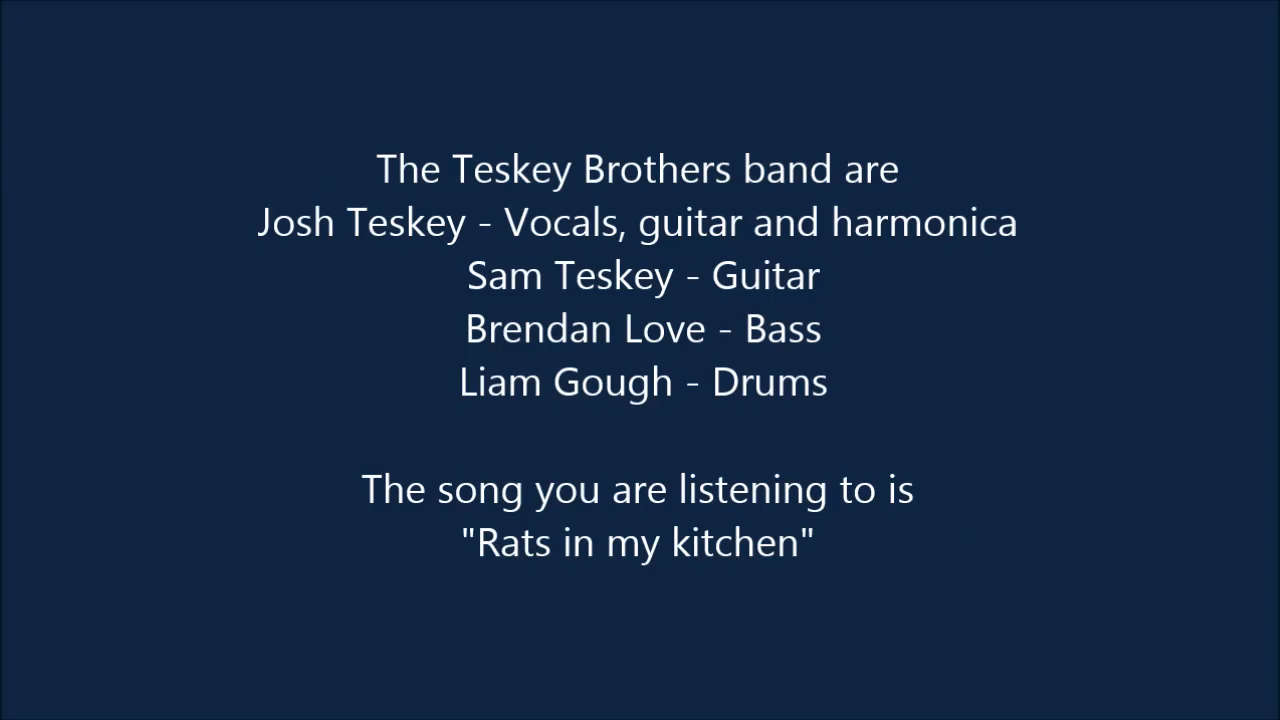 The Teskey Brothers band are
Josh Teskey - Vocals, guitar and harmonica
Sam Teskey - Guitar
Brendan Love - Bass
Liam Gough - Drums
The song you are listening to is
"Rats in my kitchen"